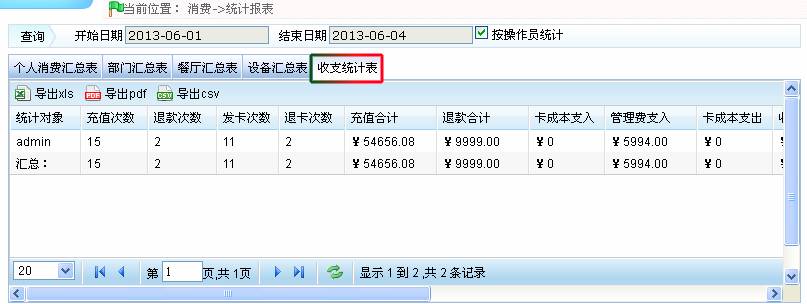 当前位置： 消费->统计报表
查询 开始日期 2013-06-01 结束日期 2013-06-04 按操作员统计
个人消费汇总表 部门汇总表 餐厅汇总表 设备汇总表 收支统计表
导出xls 导出pdf 导出csv
统计对象 充值次数 退款次数 发卡次数 退卡次数 充值合计 退款合计 卡成本支入 管理费支入 卡成本支出
admin 15 2 11 2 ¥ 54656.08 ¥ 9999.00 ¥ 0 ¥ 5994.00 ¥ 0
汇总： 15 2 11 2 ¥ 54656.08 ¥ 9999.00 ¥ 0 ¥ 5994.00 ¥ 0
20 第 1 页,共 1页 显示 1 到 2 ,共 2 条记录